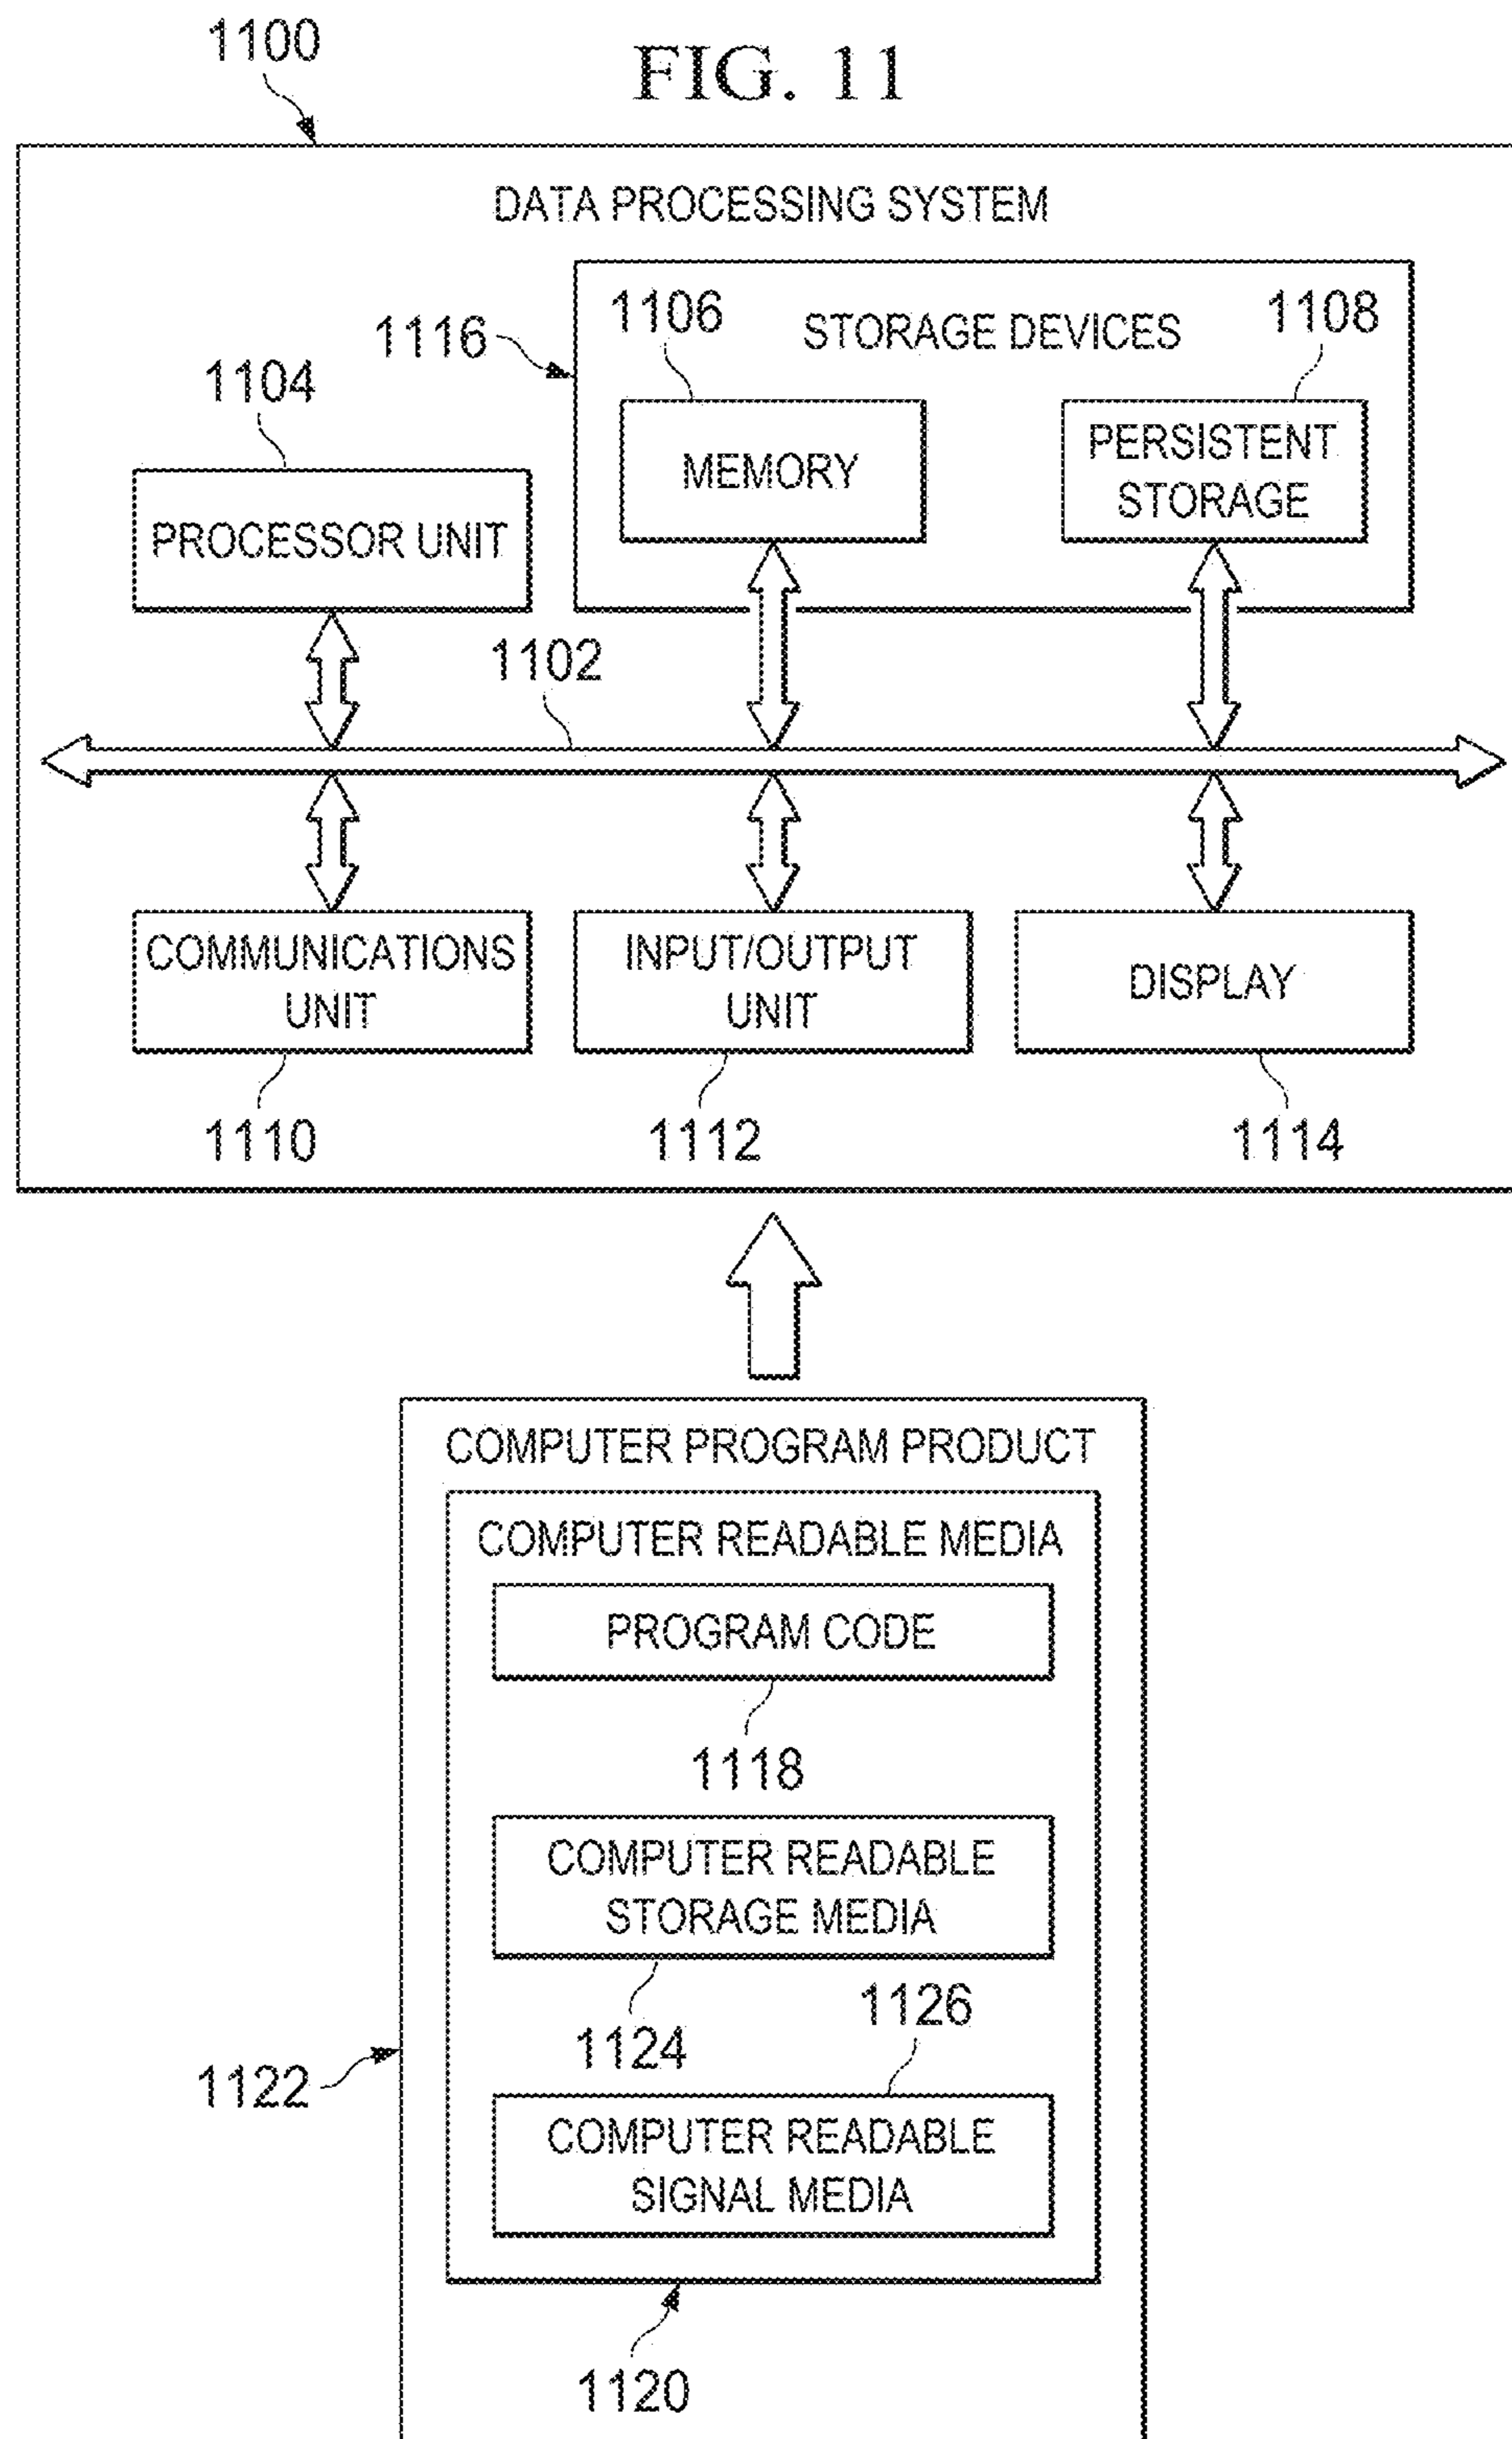 1100
FIG. 11
DATA PROCESSING SYSTEM
1116
1106
STORAGE DEVICES
1108
1104
MEMORY
PERSISTENT
STORAGE
PROCESSOR UNIT
1102
COMMUNICATIONS
UNIT
INPUT/OUTPUT
UNIT
DISPLAY
1110
1112
1114
COMPUTER PROGRAM PRODUCT
COMPUTER READABLE MEDIA
PROGRAM CODE
1118
COMPUTER READABLE
STORAGE MEDIA
1124
1126
1122
COMPUTER READABLE
SIGNAL MEDIA
1120